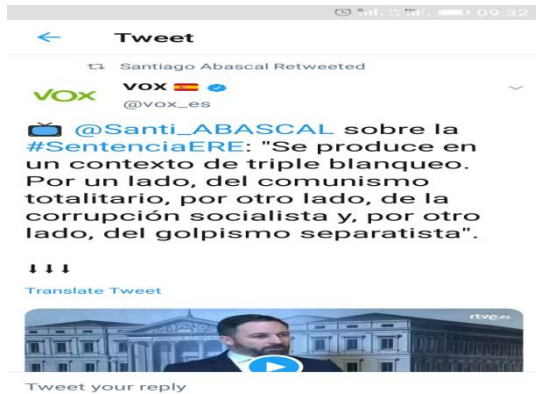 09:32
Tweet
Santiago Abascal Retweeted
VOX
vox
@vox_es
@Santi_ABASCAL sobre la
#SentenciaERE: "Se produce en
un contexto de triple blanqueo.
Por un lado, del comunismo
totalitario, por otro lado, de la
corrupción socialista y, por otro
lado, del golpismo separatista".
Translate Tweet
rtve.es
Tweet your reply